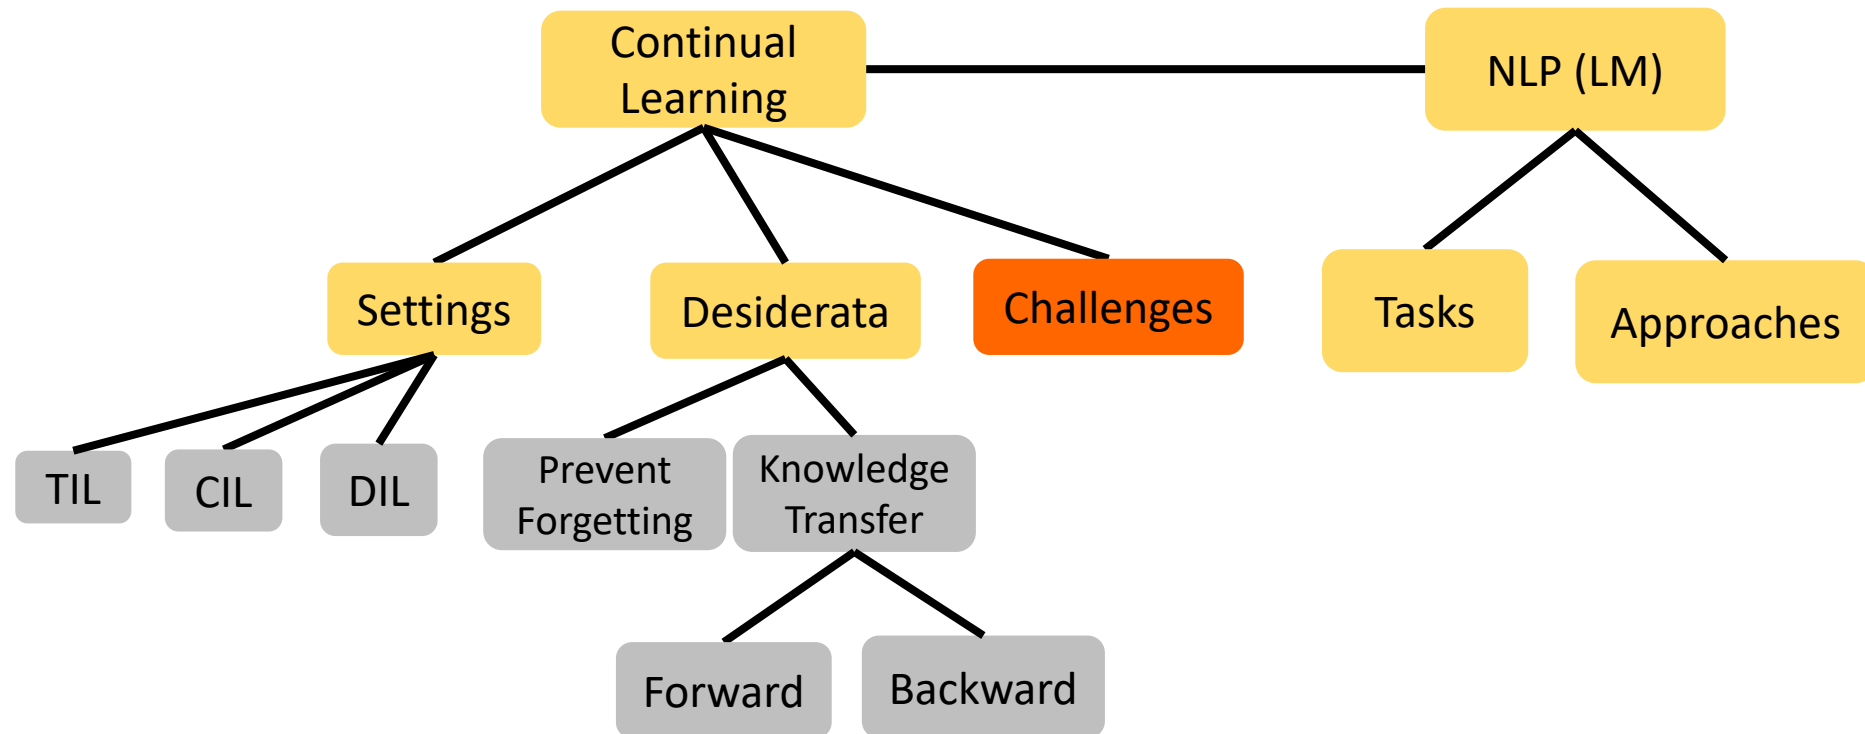 Continual
Learning
NLP (LM)
Settings
Desiderata
Challenges
Tasks
Approaches
TIL
CIL
DIL
Prevent
Forgetting
Knowledge
Transfer
Forward
Backward